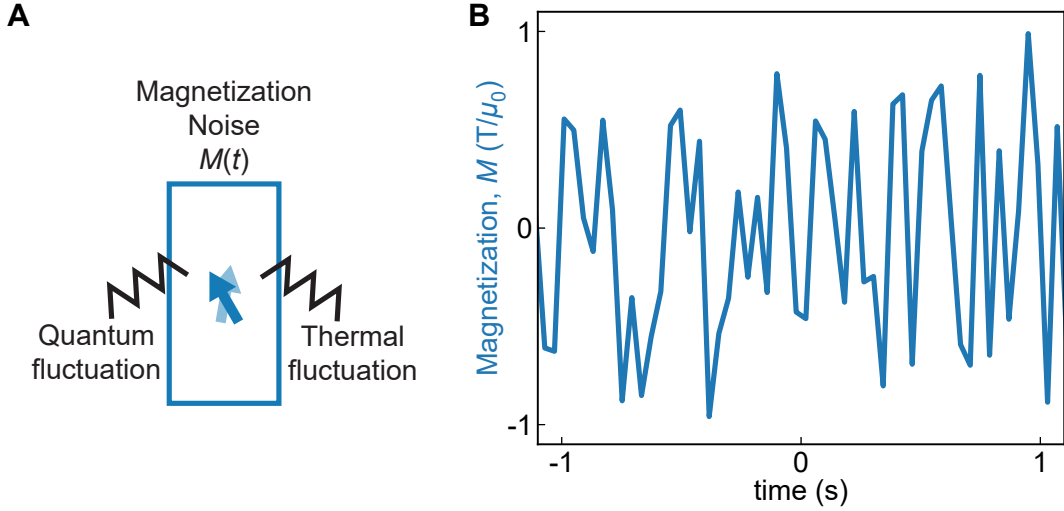 A
Magnetization
Noise
M(t)
Quantum
fluctuation
Thermal
fluctuation
B
Magnetization, M (T/μ₀)
1
0
-1
-1
0
1
time (s)